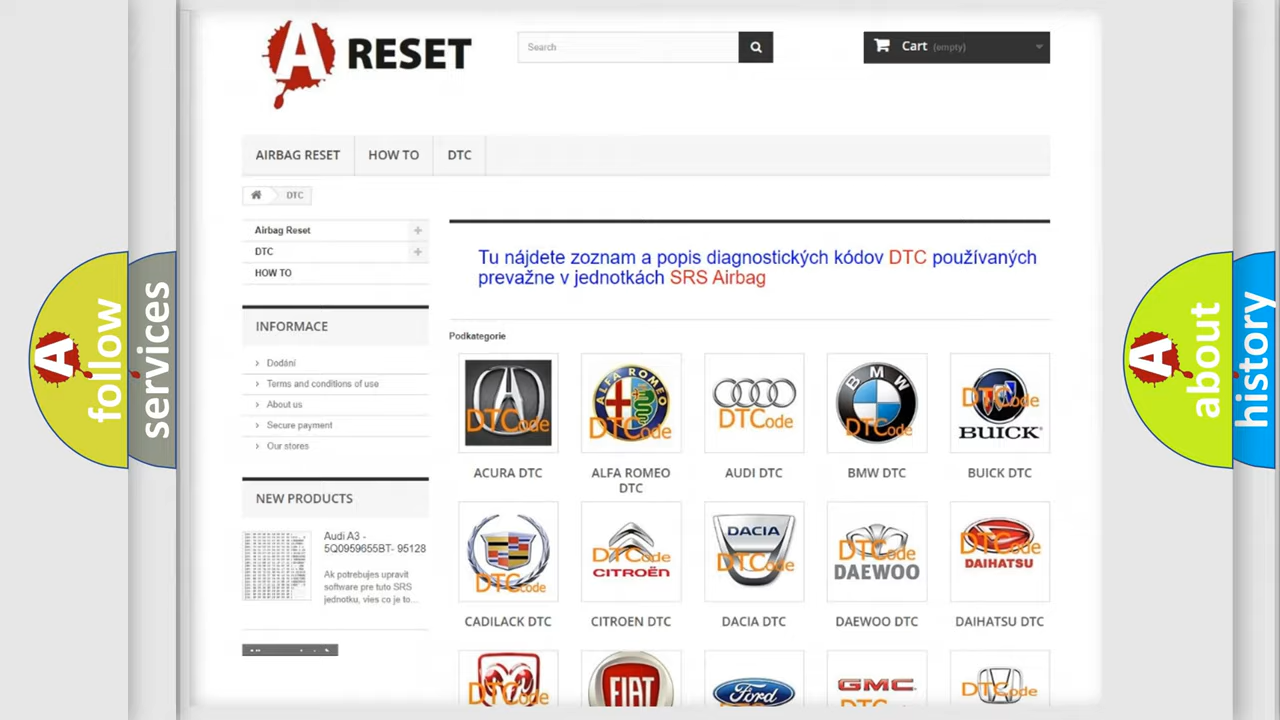 A RESET
Search
Cart (empty)
AIRBAG RESET
HOW TO
DTC
DTC
Airbag Reset
DTC
HOW TO
INFORMACE
Dodání
Terms and conditions of use
About us
Secure payment
Our stores
NEW PRODUCTS
Audi A3 -
5Q0959655BT- 95128
Ak potrebujes upravit
software pre tuto SRS
jednotku, vies co je to...
Tu nájdete zoznam a popis diagnostických kódov DTC používaných
prevažne v jednotkách SRS Airbag
Podkategorie
DTCode
ALFA ROMEO
DTCode
DTCode
BMW
DTCode
DTCode
BUICK
ACURA DTC
ALFA ROMEO
DTC
AUDI DTC
BMW DTC
BUICK DTC
DTCode
DTCode
CITROËN
DACIA
DTCode
DTCode
DAEWOO
DTCode
DAIHATSU
CADILACK DTC
CITROEN DTC
DACIA DTC
DAEWOO DTC
DAIHATSU DTC
DTCode
FIAT
Ford
GMC
DTCode
A follow
services
A about
history